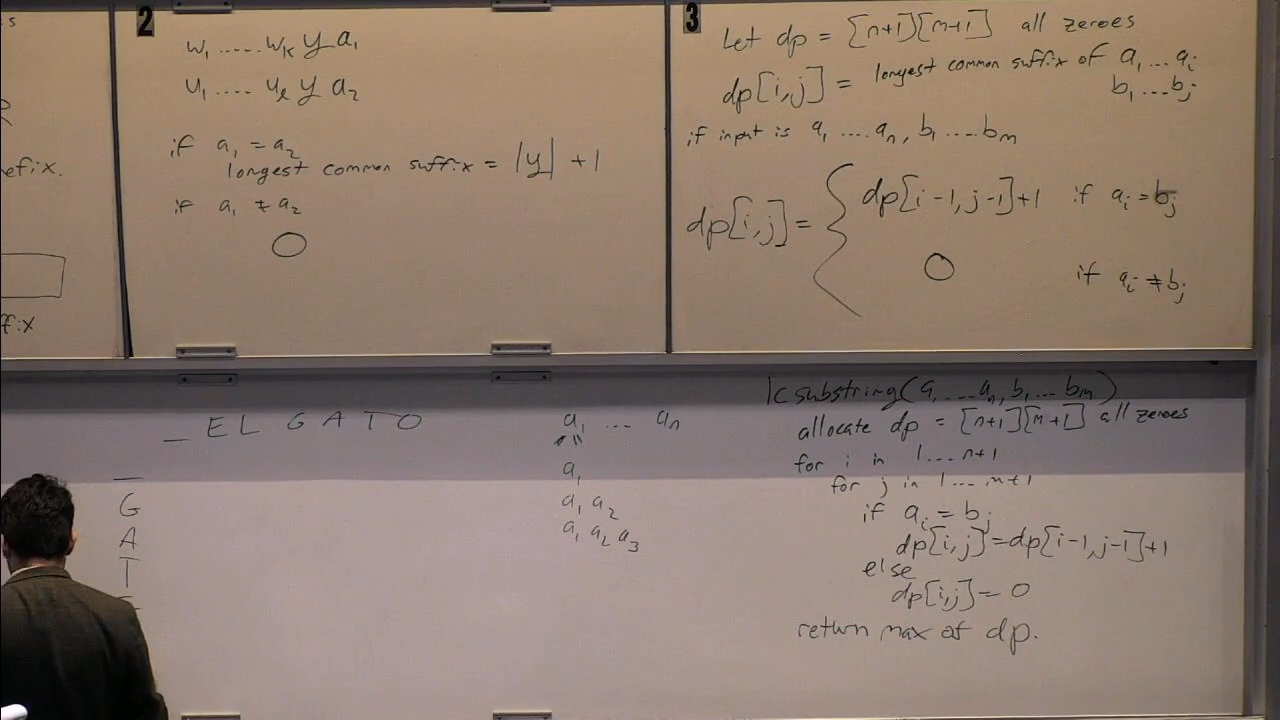 s
efix.
fix
2
w₁ ..... wₖ y a₁
u₁ .... uₗ y a₂
if a₁ = a₂
longest common suffix = |y| + 1
if a₁ ≠ a₂
0
3
Let dp = [n+1][m+1] all zeroes
dp[i,j] = longest common suffix of a₁...aᵢ
b₁...bⱼ
if input is a₁ .... aₙ, b₁ .... bₘ
dp[i,j] = { dp[i-1,j-1]+1 if aᵢ = bⱼ
0 if aᵢ ≠ bⱼ
_ E L G A T O
_
G
A
T
a₁ ... aₙ
a₁
a₁ a₂
a₁ a₂ a₃
lcsubstring(a₁...aₙ, b₁...bₘ)
allocate dp = [n+1][m+1] all zeroes
for i in 1...n+1
for j in 1...m+1
if aᵢ = bⱼ
dp[i,j] = dp[i-1,j-1]+1
else
dp[i,j] = 0
return max of dp.